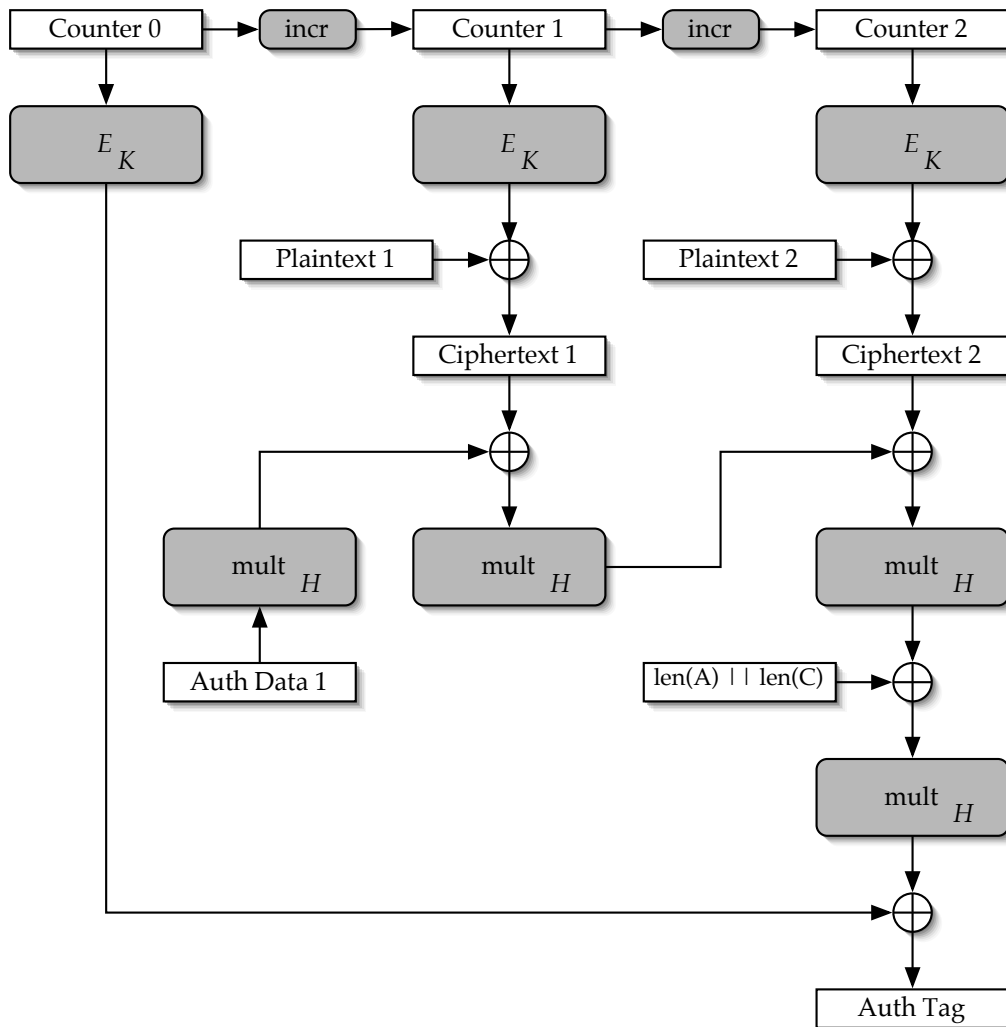 Counter 0
incr
Counter 1
incr
Counter 2
E K
E K
E K
Plaintext 1
Plaintext 2
Ciphertext 1
Ciphertext 2
mult H
mult H
mult H
Auth Data 1
len(A) || len(C)
mult H
Auth Tag